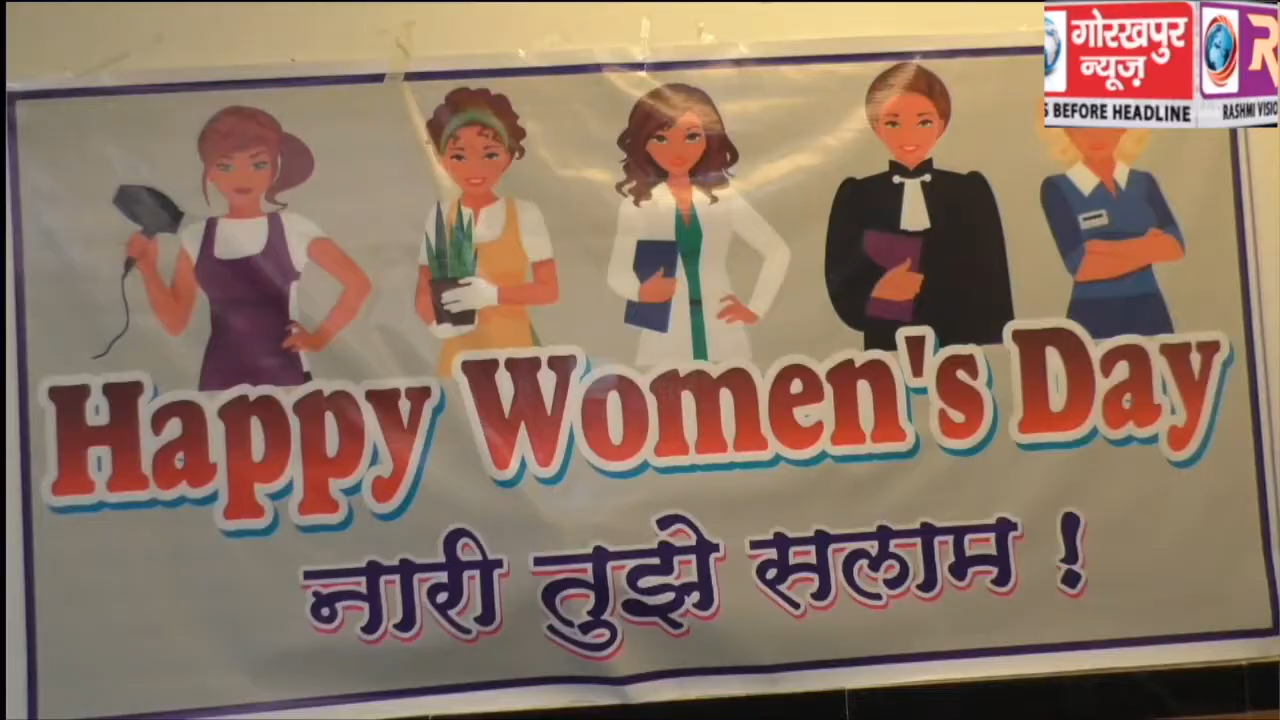 गोरखपुर
न्यूज़
S BEFORE HEADLINE
R
RASHMI VISIO
Happy Women's Day
नारी तुझे सलाम !